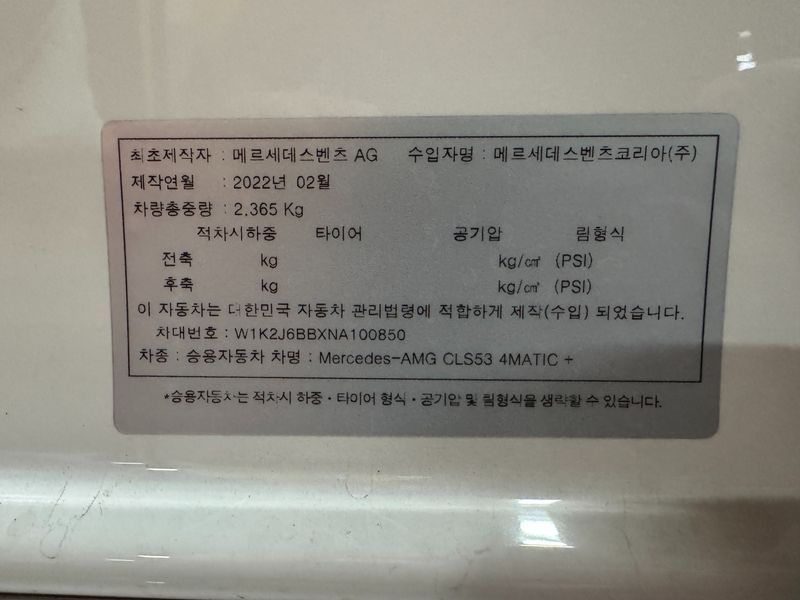 최초제작자 : 메르세데스벤츠 AG 수입자명 : 메르세데스벤츠코리아(주)
제작연월 : 2022년 02월
차량총중량 : 2,365 Kg
적차시하중 타이어 공기압 림형식
전축 kg kg/㎠ (PSI)
후축 kg kg/㎠ (PSI)
이 자동차는 대한민국 자동차 관리법령에 적합하게 제작(수입) 되었습니다.
차대번호 : W1K2J6BBXNA100850
차종 : 승용자동차 차명 : Mercedes-AMG CLS53 4MATIC +
*승용자동차는 적차시 하중·타이어 형식·공기압 및 림형식을 생략할 수 있습니다.